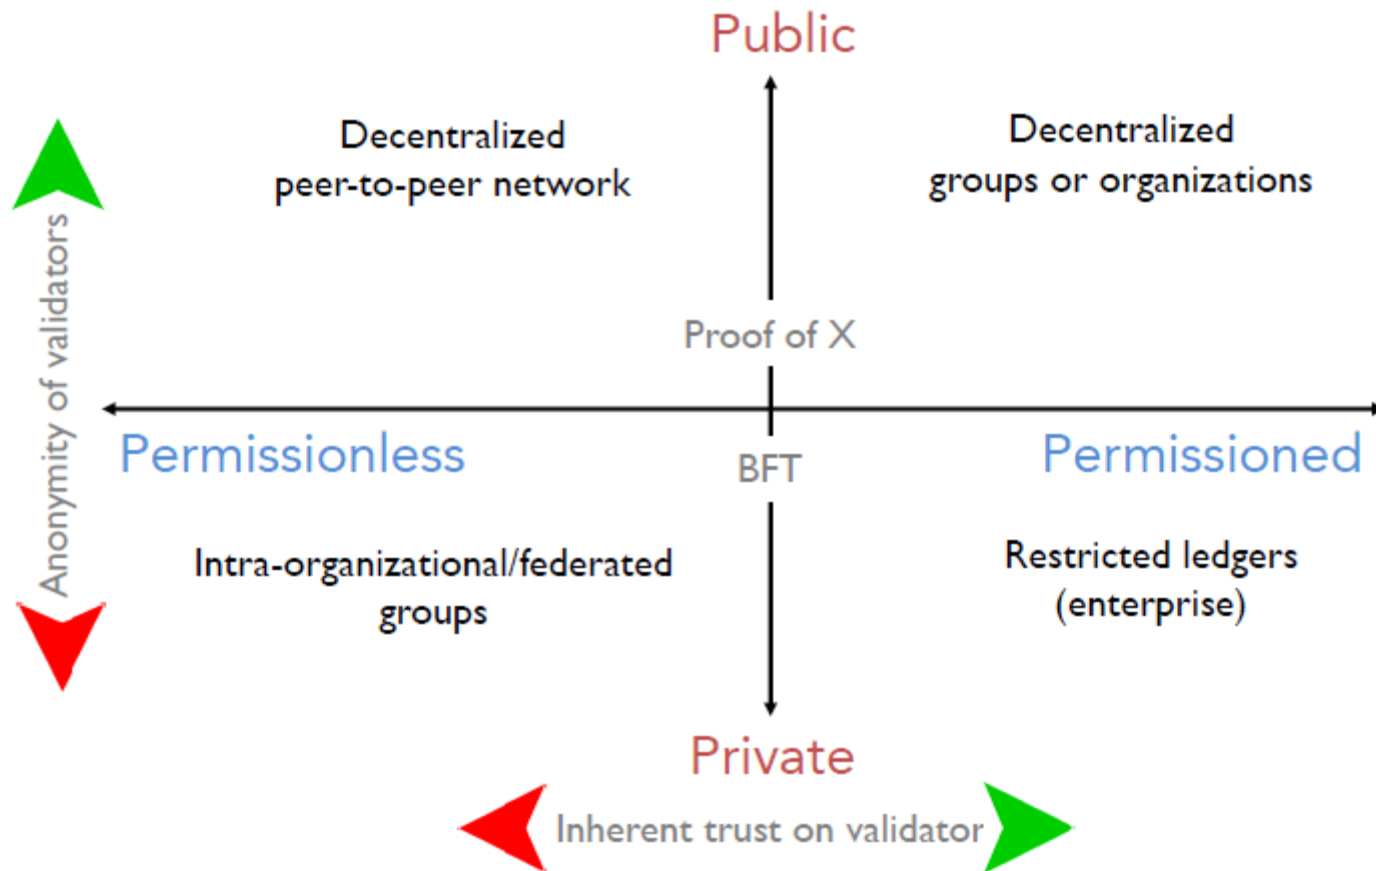 Public
Decentralized
peer-to-peer network
Decentralized
groups or organizations
Anonymity of validators
Proof of X
Permissionless
BFT
Permissioned
Intra-organizational/federated
groups
Restricted ledgers
(enterprise)
Private
Inherent trust on validator